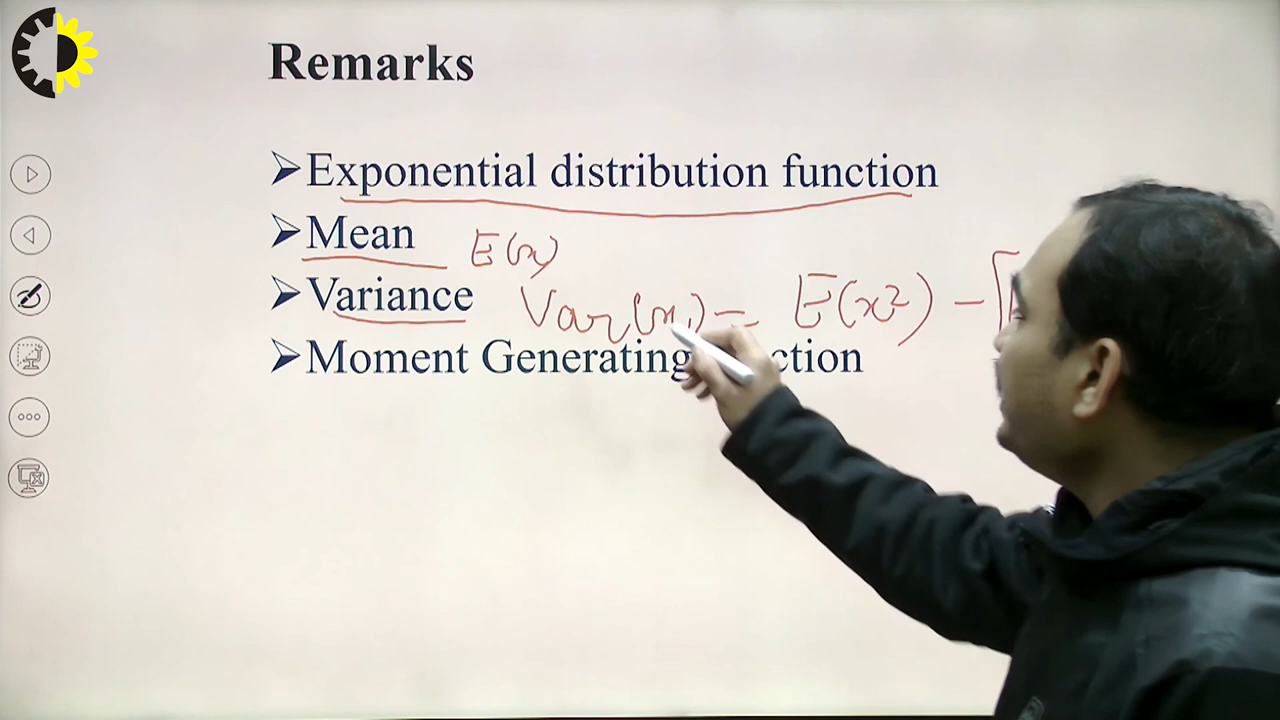 Remarks
➢Exponential distribution function
➢Mean E(x)
➢Variance Var(x) = E(x²) – [
➢Moment Generating ction